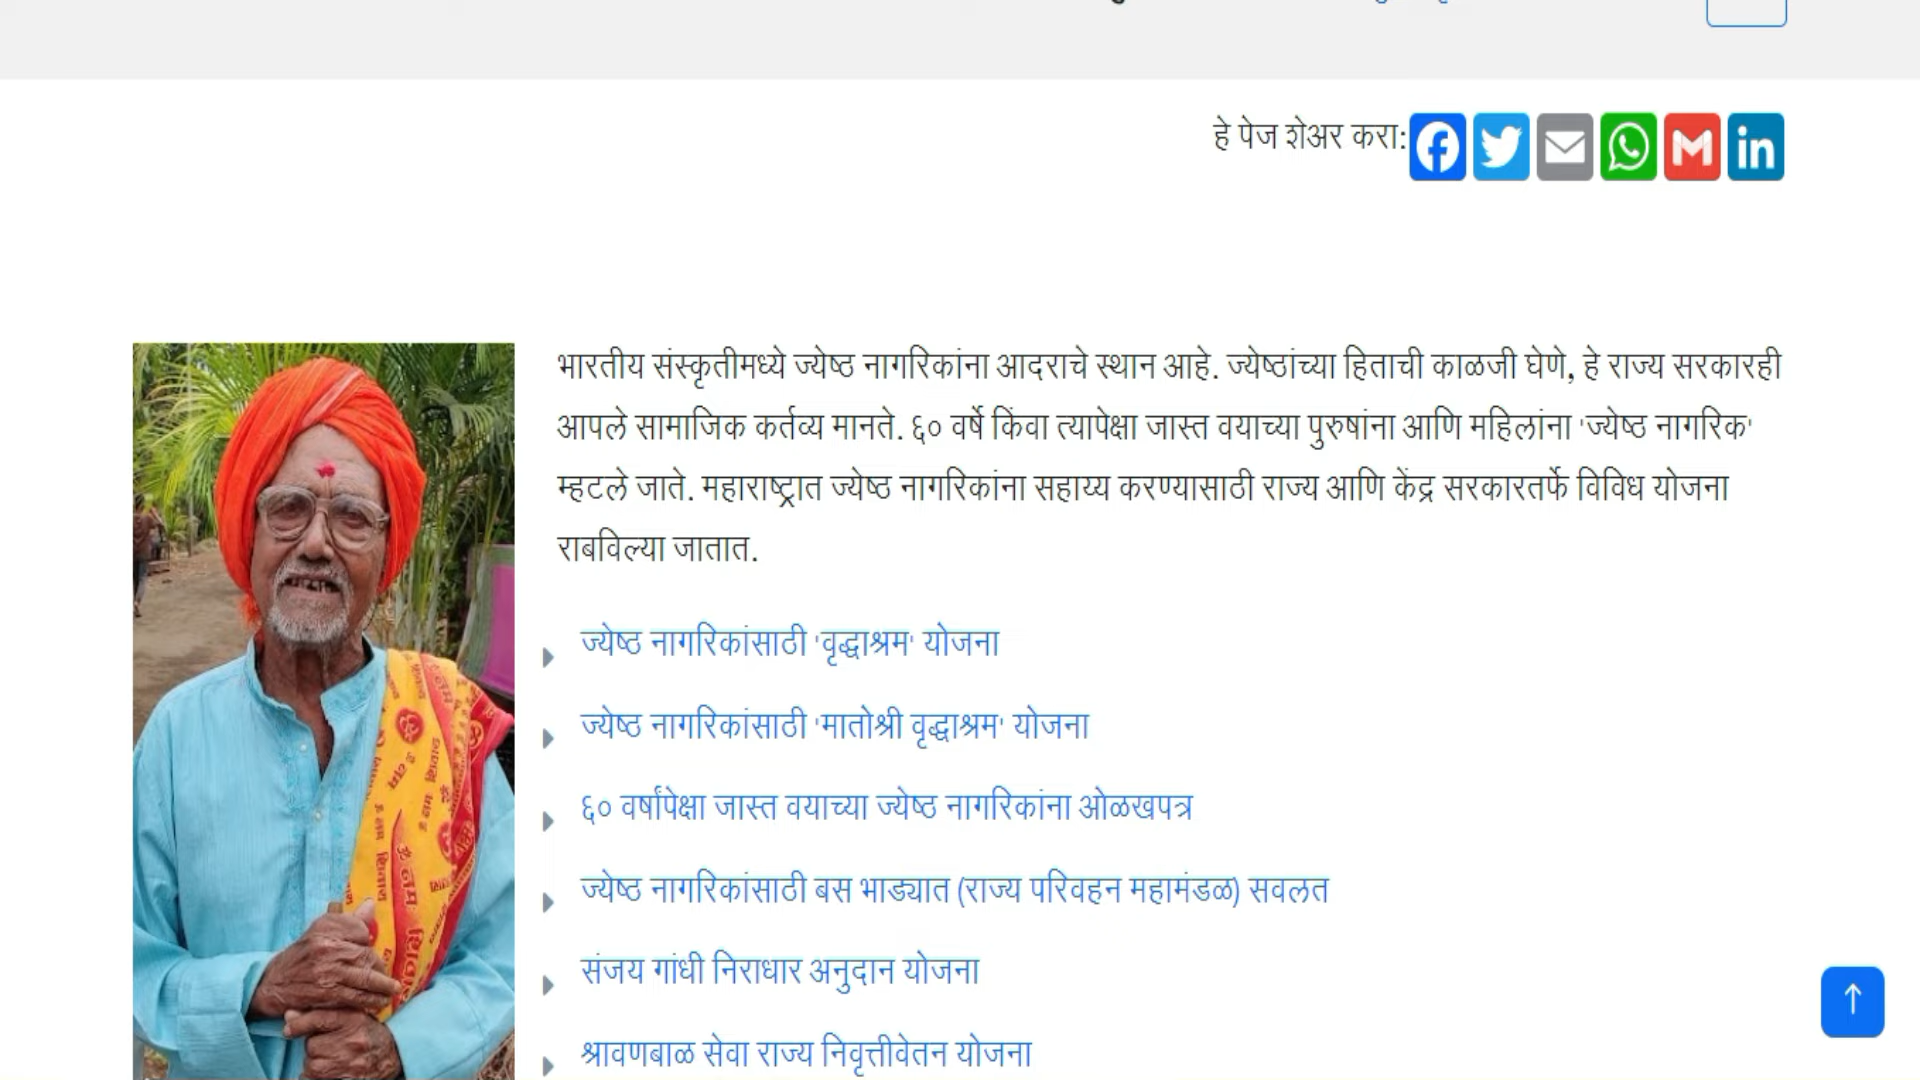 हे पेज शेअर करा:
भारतीय संस्कृतीमध्ये ज्येष्ठ नागरिकांना आदराचे स्थान आहे. ज्येष्ठांच्या हिताची काळजी घेणे, हे राज्य सरकारही
आपले सामाजिक कर्तव्य मानते. ६० वर्षे किंवा त्यापेक्षा जास्त वयाच्या पुरुषांना आणि महिलांना 'ज्येष्ठ नागरिक'
म्हटले जाते. महाराष्ट्रात ज्येष्ठ नागरिकांना सहाय्य करण्यासाठी राज्य आणि केंद्र सरकारतर्फे विविध योजना
राबविल्या जातात.
ज्येष्ठ नागरिकांसाठी 'वृद्धाश्रम' योजना
ज्येष्ठ नागरिकांसाठी 'मातोश्री वृद्धाश्रम' योजना
६० वर्षांपेक्षा जास्त वयाच्या ज्येष्ठ नागरिकांना ओळखपत्र
ज्येष्ठ नागरिकांसाठी बस भाड्यात (राज्य परिवहन महामंडळ) सवलत
संजय गांधी निराधार अनुदान योजना
श्रावणबाळ सेवा राज्य निवृत्तीवेतन योजना